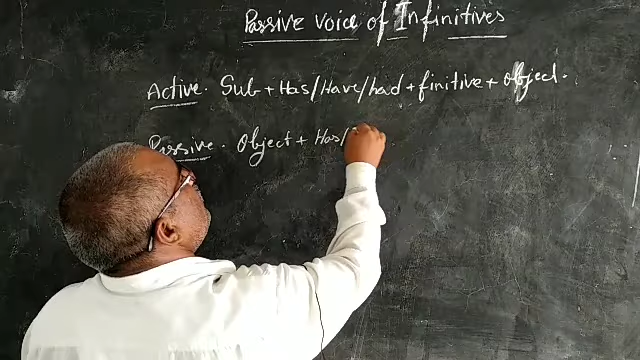 Passive voice of Infinitives
Active. Sub + Has/Have/had + finitive + object.
Passive. Object + Has/